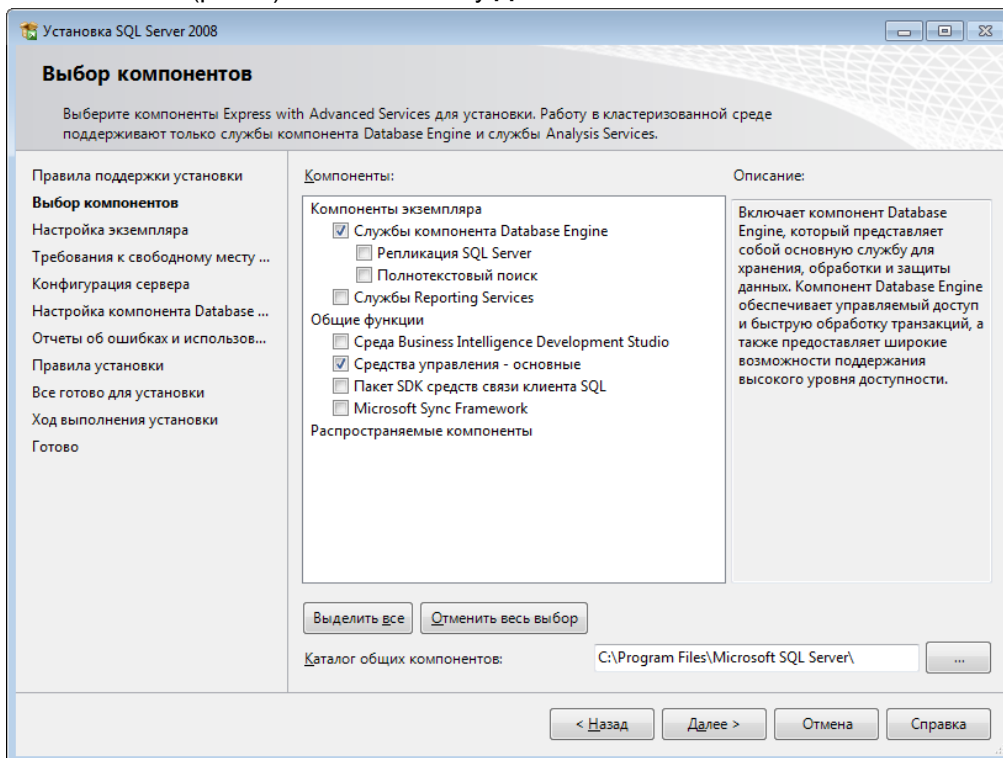 Установка SQL Server 2008
Выбор компонентов
Выберите компоненты Express with Advanced Services для установки. Работу в кластеризованной среде
поддерживают только службы компонента Database Engine и службы Analysis Services.
Правила поддержки установки
Выбор компонентов
Настройка экземпляра
Требования к свободному месту ...
Конфигурация сервера
Настройка компонента Database ...
Отчеты об ошибках и использов...
Правила установки
Все готово для установки
Ход выполнения установки
Готово
Компоненты:
Компоненты экземпляра
Службы компонента Database Engine
Репликация SQL Server
Полнотекстовый поиск
Службы Reporting Services
Общие функции
Среда Business Intelligence Development Studio
Средства управления - основные
Пакет SDK средств связи клиента SQL
Microsoft Sync Framework
Распространяемые компоненты
Описание:
Включает компонент Database
Engine, который представляет
собой основную службу для
хранения, обработки и защиты
данных. Компонент Database Engine
обеспечивает управляемый доступ
и быструю обработку транзакций, а
также предоставляет широкие
возможности поддержания
высокого уровня доступности.
Выделить все
Отменить весь выбор
Каталог общих компонентов:
C:\Program Files\Microsoft SQL Server\
...
< Назад
Далее >
Отмена
Справка